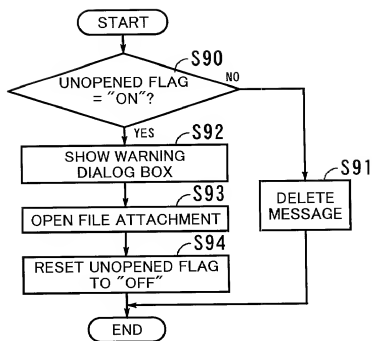 START
S90
UNOPENED FLAG
= "ON"?
NO
YES
S92
SHOW WARNING
DIALOG BOX
S91
DELETE
MESSAGE
S93
OPEN FILE ATTACHMENT
S94
RESET UNOPENED FLAG
TO "OFF"
END